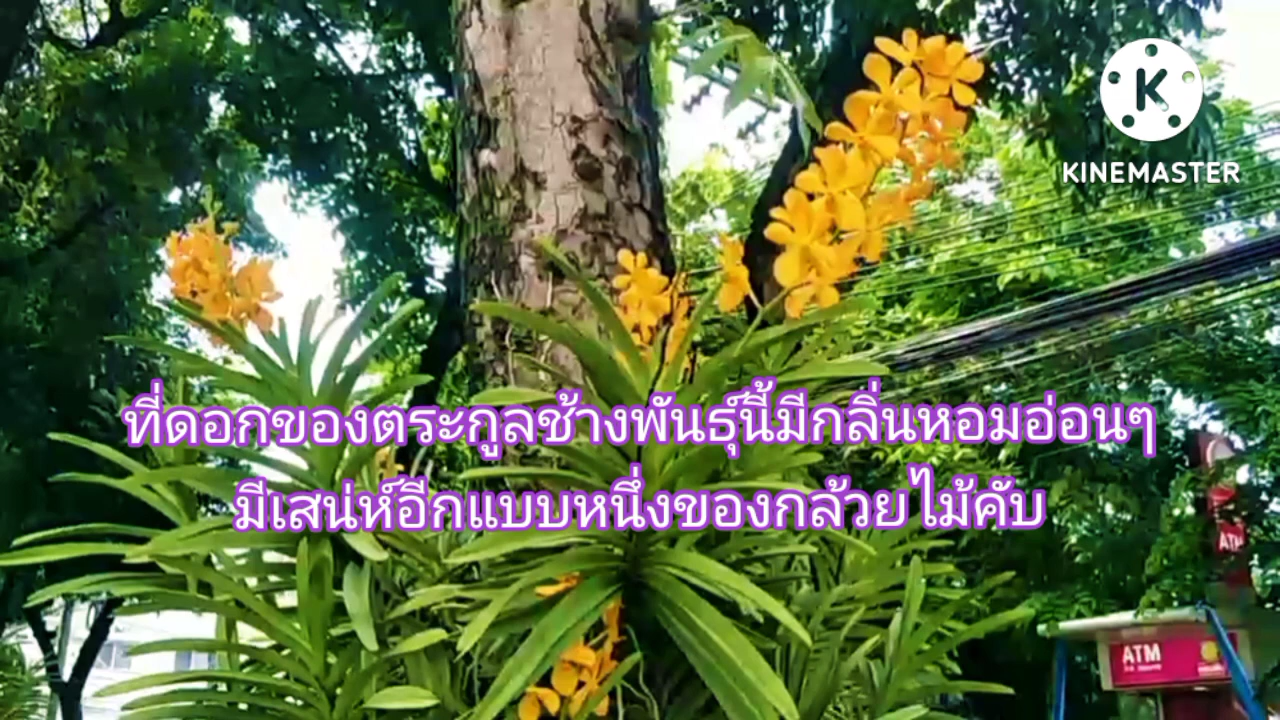 KINEMASTER
ที่ดอกของตระกูลช้างพันธุ์นี้มีกลิ่นหอมอ่อนๆ
มีเสน่ห์อีกแบบหนึ่งของกล้วยไม้คับ
ATM
ATM